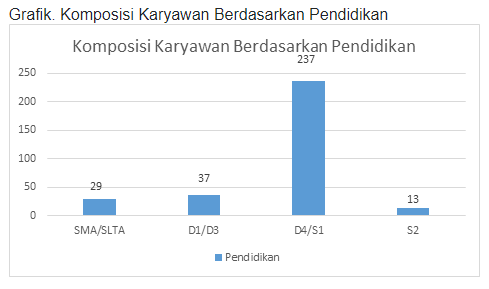 Grafik. Komposisi Karyawan Berdasarkan Pendidikan
Komposisi Karyawan Berdasarkan Pendidikan
237
250
200
150
100
50
0
29
37
13
SMA/SLTA
D1/D3
D4/S1
S2
Pendidikan